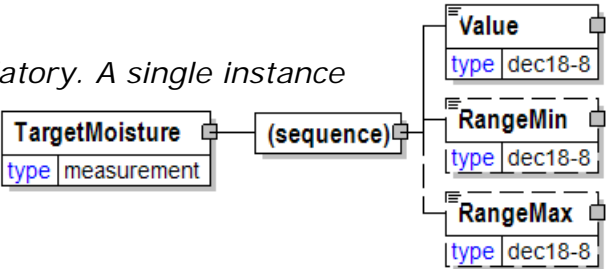 Value
type dec18-8
atory. A single instance
RangeMin
type dec18-8
TargetMoisture
type measurement
(sequence)
RangeMax
type dec18-8